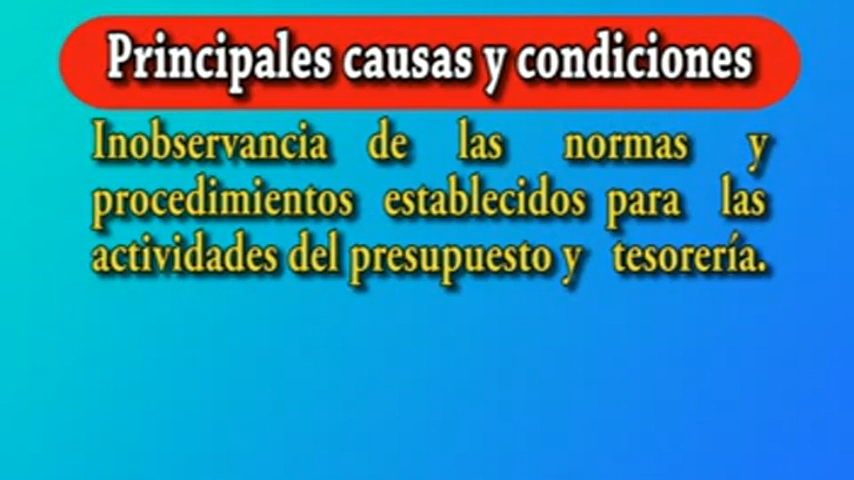 Principales causas y condiciones
Inobservancia de las normas y
procedimientos establecidos para las
actividades del presupuesto y tesorería.